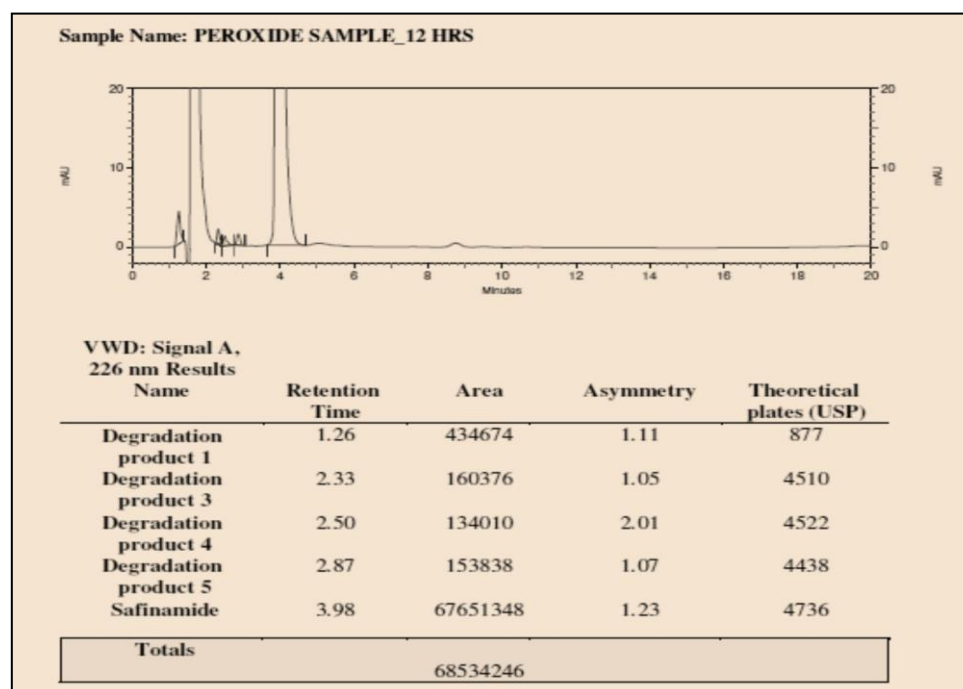 Sample Name: PEROXIDE SAMPLE_12 HRS
20 20
10 10
0 0
mAU mAU
0 2 4 6 8 10 12 14 16 18 20
Minutes
VWD: Signal A,
226 nm Results
Name Retention Area Asymmetry Theoretical
Time plates (USP)
Degradation 1.26 434674 1.11 877
product 1
Degradation 2.33 160376 1.05 4510
product 3
Degradation 2.50 134010 2.01 4522
product 4
Degradation 2.87 153838 1.07 4438
product 5
Safinamide 3.98 67651348 1.23 4736
Totals
68534246